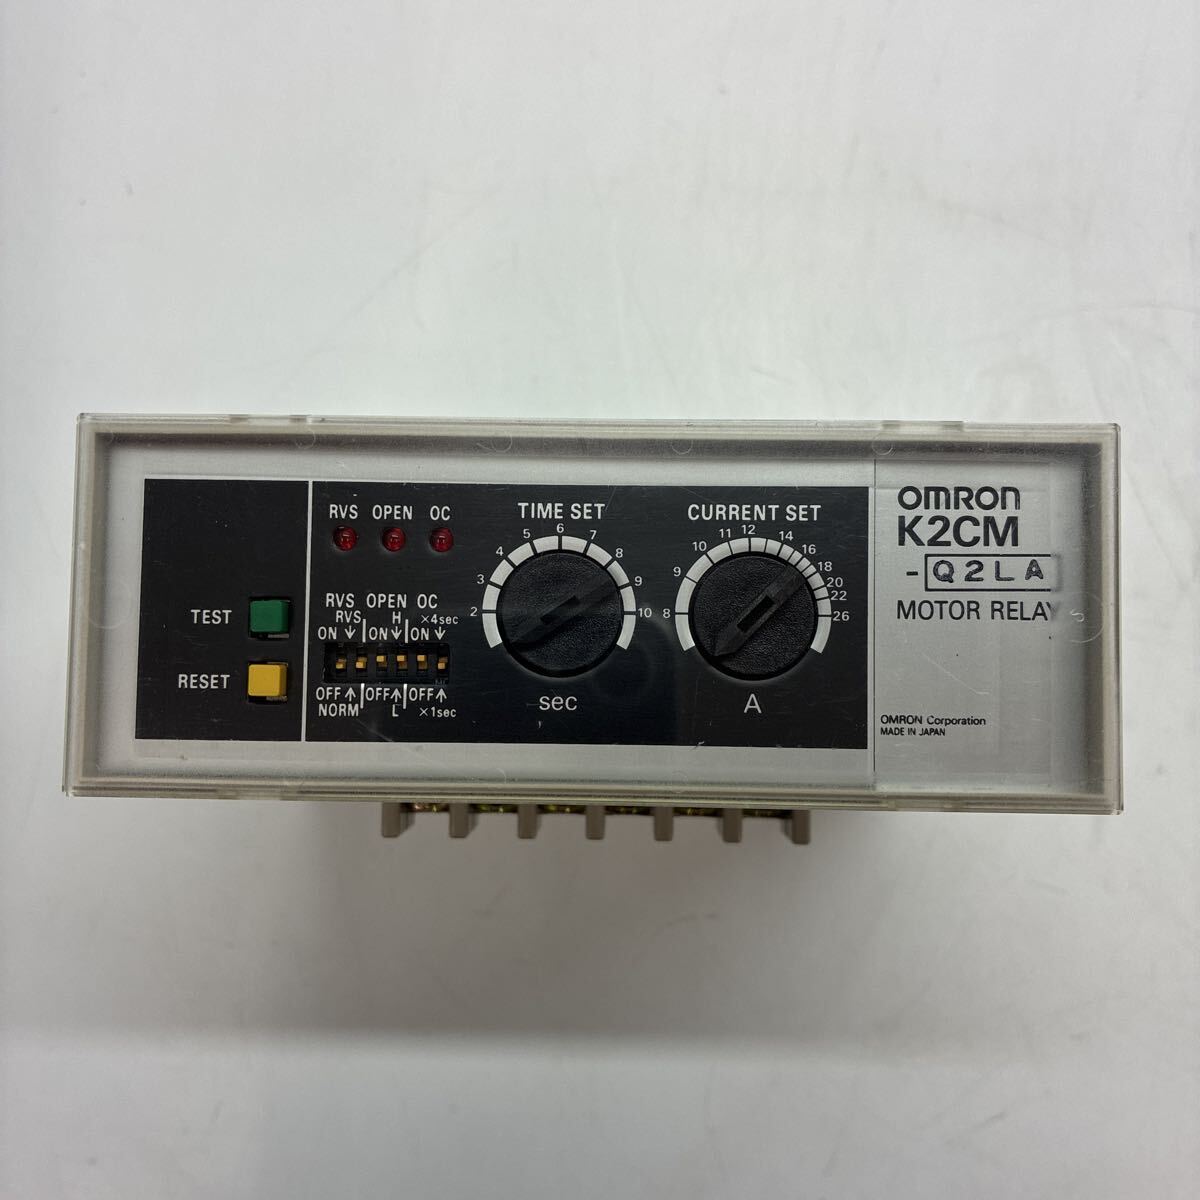 TEST
RESET
RVS OPEN OC
RVS OPEN OC
RVS H ×4sec
ON ON ON
OFF OFF OFF
NORM L ×1sec
TIME SET
2 3 4 5 6 7 8 9 10
sec
CURRENT SET
8 9 10 11 12 14 16 18 20 22 26
A
OMRON
K2CM
-Q2LA
MOTOR RELAY
OMRON Corporation
MADE IN JAPAN